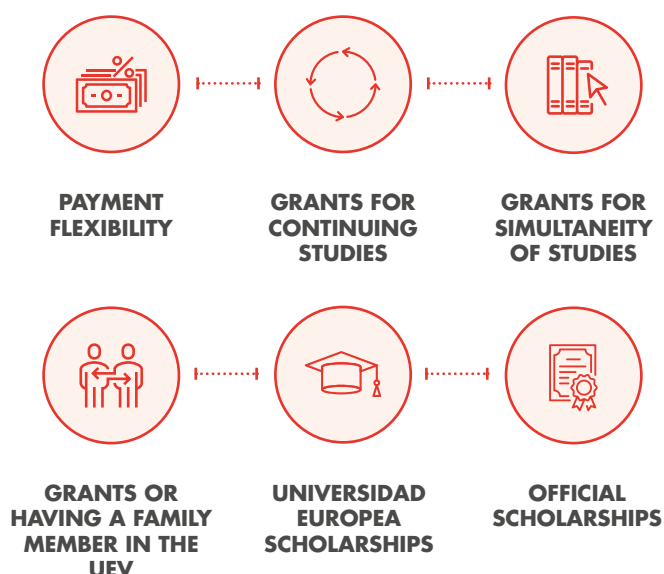 PAYMENT
FLEXIBILITY
GRANTS FOR
CONTINUING
STUDIES
GRANTS FOR
SIMULTANEITY
OF STUDIES
GRANTS OR
HAVING A FAMILY
MEMBER IN THE
UEV
UNIVERSIDAD
EUROPEA
SCHOLARSHIPS
OFFICIAL
SCHOLARSHIPS